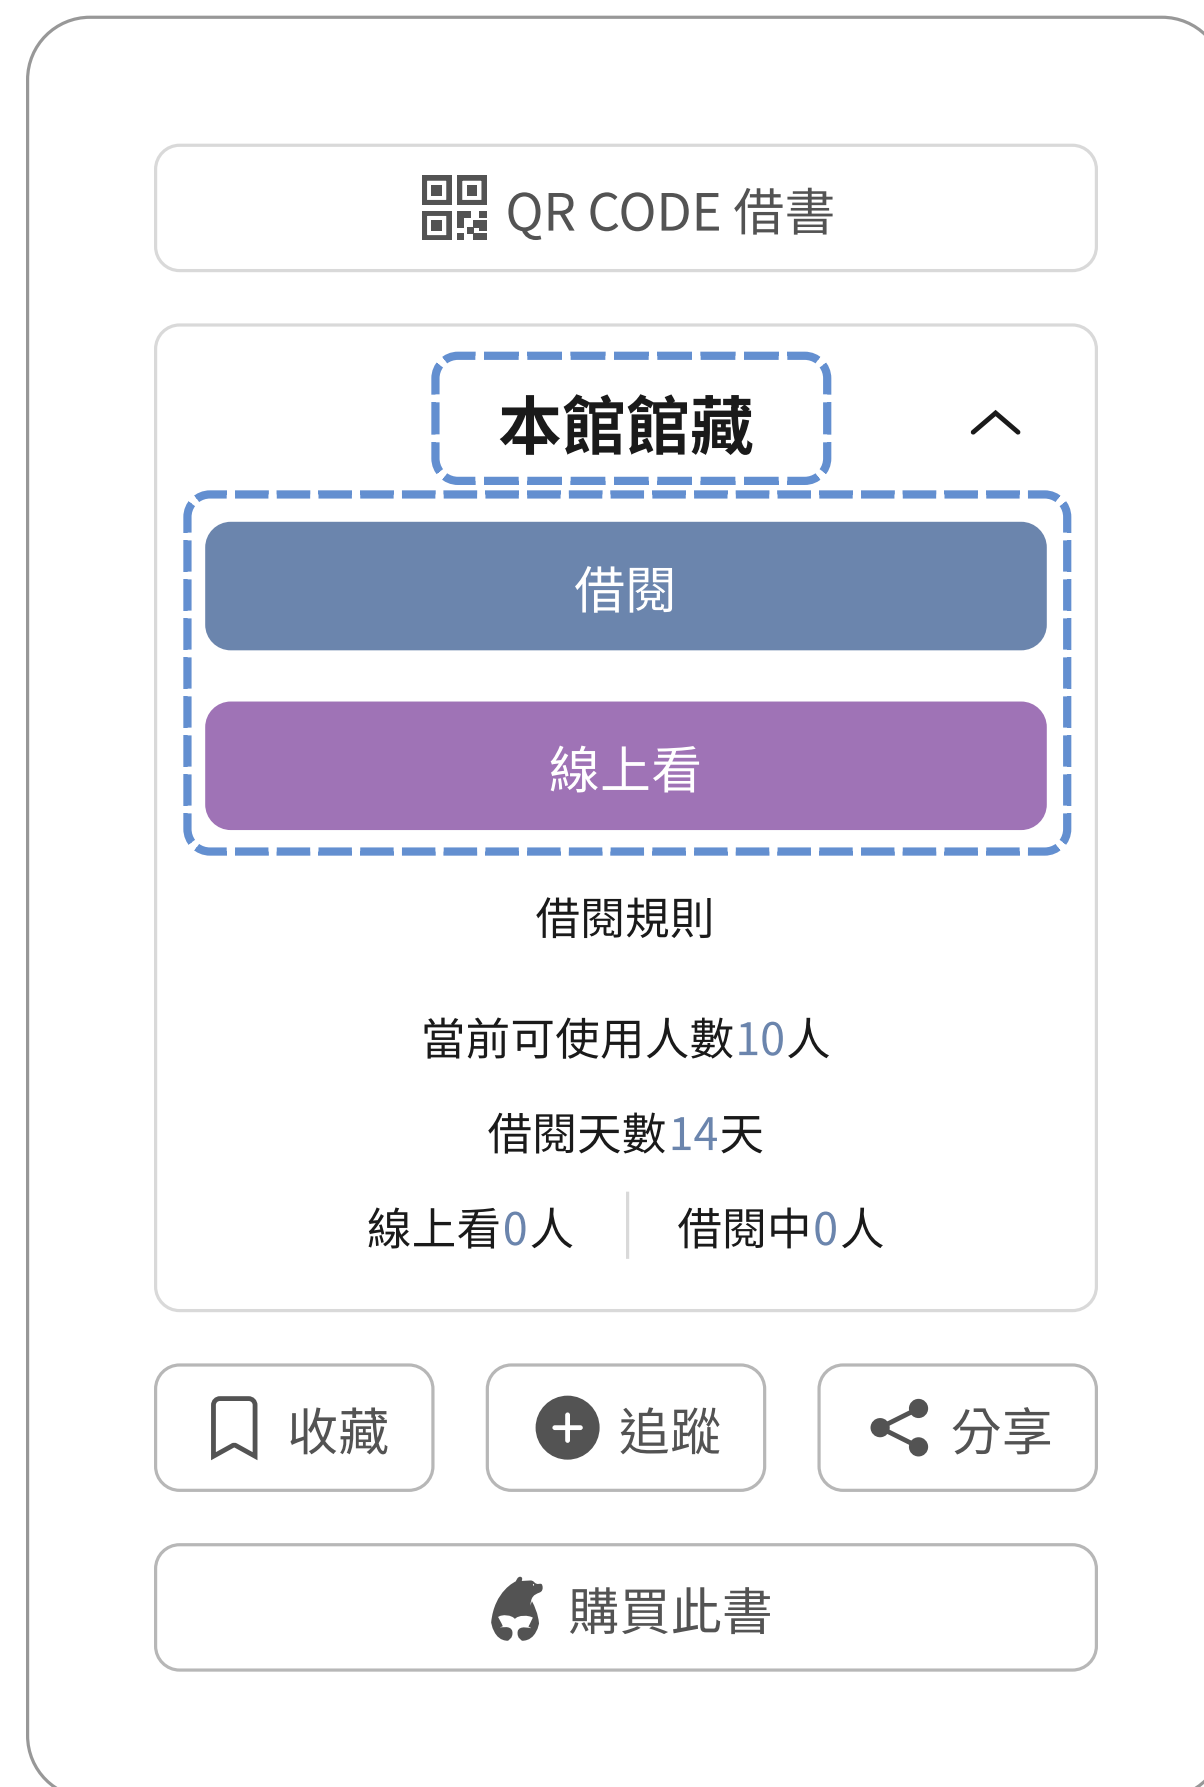 QR CODE 借書
本館館藏
借閱
線上看
借閱規則
當前可使用人數10人
借閱天數14天
線上看0人 借閱中0人
收藏 追蹤 分享
購買此書